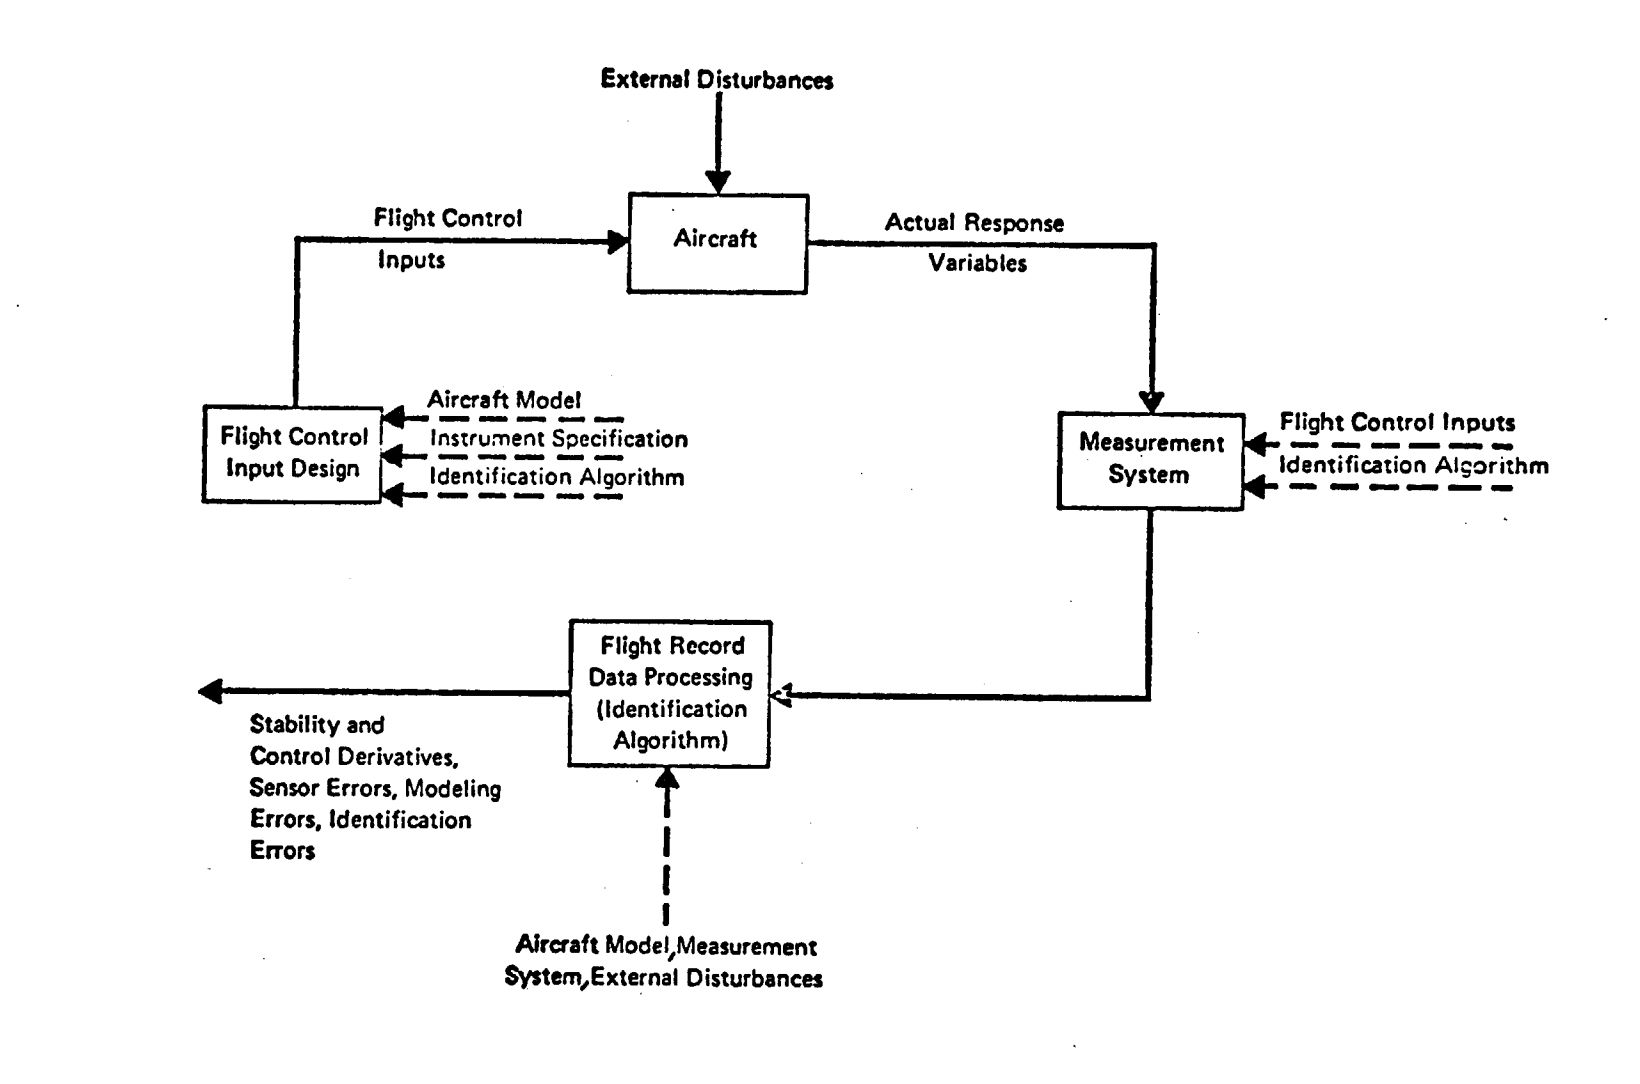 External Disturbances
Flight Control
Inputs
Aircraft
Actual Response
Variables
Flight Control
Input Design
Aircraft Model
Instrument Specification
Identification Algorithm
Measurement
System
Flight Control Inputs
Identification Algorithm
Flight Record
Data Processing
(Identification
Algorithm)
Stability and
Control Derivatives,
Sensor Errors, Modeling
Errors, Identification
Errors
Aircraft Model,Measurement
System,External Disturbances